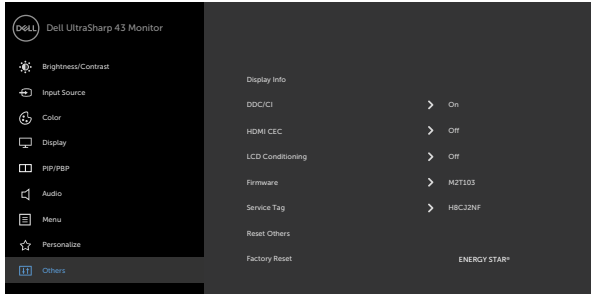 DELL Dell UltraSharp 43 Monitor
Brightness/Contrast
Input Source
Color
Display
PIP/PBP
Audio
Menu
Personalize
Others
Display Info
DDC/CI > On
HDMI CEC > Off
LCD Conditioning > Off
Firmware > M2T103
Service Tag > H8CJ2NF
Reset Others
Factory Reset ENERGY STAR®